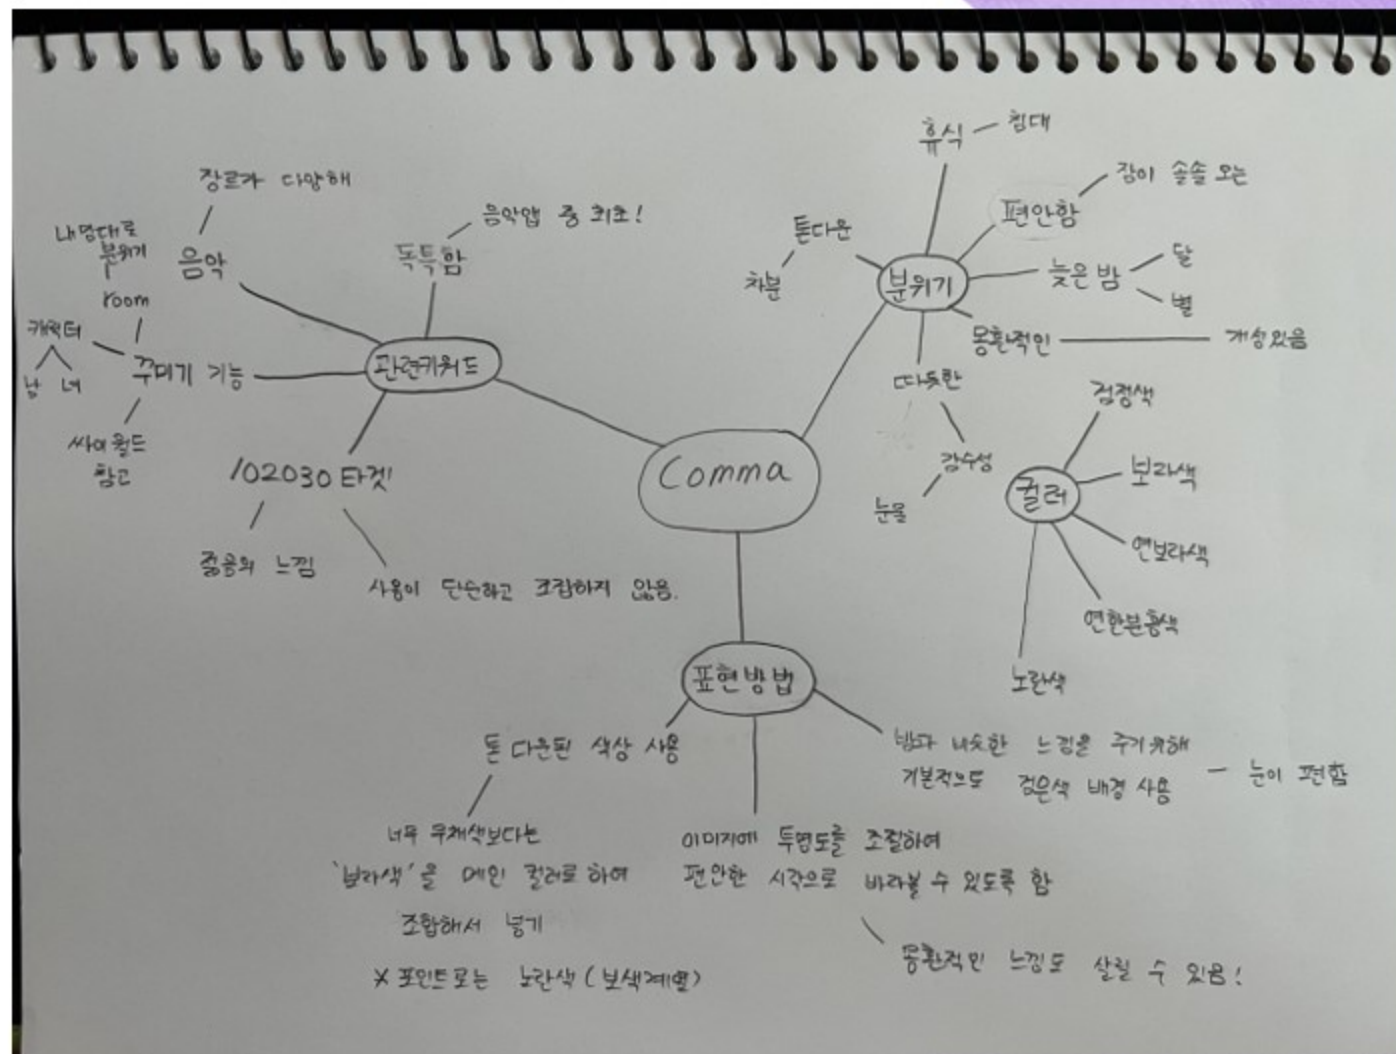 Comma
관련키워드
음악
장르가 다양해
독특함
음악앱 중 최초!
꾸미기 기능
room
내 맘대로
분위기
캐릭터
남 녀
싸이월드
참고
102030 타겟
젊음의 느낌
사용이 단순하고 조잡하지 않음.
분위기
휴식
침대
편안함
잠이 솔솔 오는
늦은 밤
달
별
몽환적인
개성있음
따뜻한
감수성
눈물
톤다운
차분
컬러
검정색
보라색
연보라색
연한분홍색
노란색
표현방법
톤 다운된 색상 사용
너무 무채색보다는
'보라색'을 메인 컬러로 하여
조합해서 넣기
* 포인트로는 노란색 (보색계열)
이미지에 투명도를 조절하여
편안한 시각으로 바라볼 수 있도록 함
몽환적인 느낌도 살릴 수 있음!
밤과 비슷한 느낌을 주기위해
기본적으로 검은색 배경 사용
눈이 편함